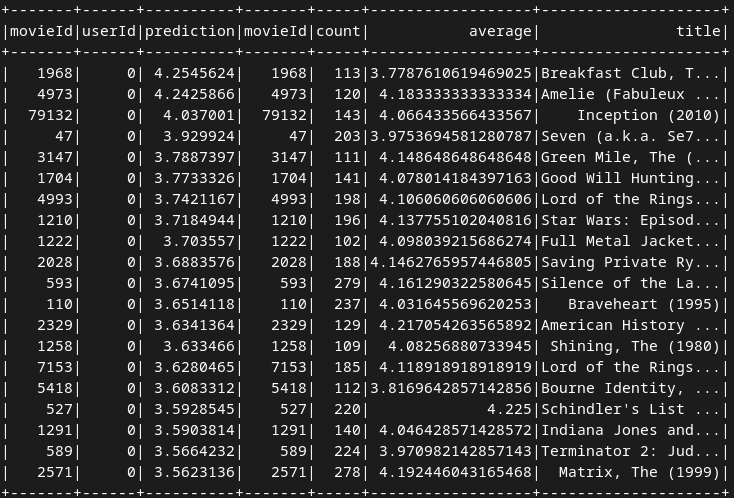 +-------+------+----------+-------+-----+------------------+--------------------+
|movieId|userId|prediction|movieId|count|           average|               title|
+-------+------+----------+-------+-----+------------------+--------------------+
|   1968|     0| 4.2545624|   1968|  113|3.7787610619469025|Breakfast Club, T...|
|   4973|     0| 4.2425866|   4973|  120| 4.183333333333334|Amelie (Fabuleux ...|
|  79132|     0|  4.037001|  79132|  143| 4.066433566433567|    Inception (2010)|
|     47|     0|  3.929924|     47|  203|3.9753694581280787|Seven (a.k.a. Se7...|
|   3147|     0| 3.7887397|   3147|  111| 4.148648648648648|Green Mile, The (...|
|   1704|     0| 3.7733326|   1704|  141| 4.078014184397163|Good Will Hunting...|
|   4993|     0| 3.7421167|   4993|  198| 4.106060606060606|Lord of the Rings...|
|   1210|     0| 3.7184944|   1210|  196| 4.137755102040816|Star Wars: Episod...|
|   1222|     0|  3.703557|   1222|  102| 4.098039215686274|Full Metal Jacket...|
|   2028|     0| 3.6883576|   2028|  188|4.1462765957446805|Saving Private Ry...|
|    593|     0| 3.6741095|    593|  279| 4.161290322580645|Silence of the La...|
|    110|     0| 3.6514118|    110|  237| 4.031645569620253|   Braveheart (1995)|
|   2329|     0| 3.6341364|   2329|  129| 4.217054263565892|American History ...|
|   1258|     0|  3.633466|   1258|  109|  4.08256880733945| Shining, The (1980)|
|   7153|     0| 3.6280465|   7153|  185| 4.118918918918919|Lord of the Rings...|
|   5418|     0| 3.6083312|   5418|  112|3.8169642857142856|Bourne Identity, ...|
|    527|     0| 3.5928545|    527|  220|             4.225|Schindler's List ...|
|   1291|     0| 3.5903814|   1291|  140| 4.046428571428572|Indiana Jones and...|
|    589|     0| 3.5664232|    589|  224| 3.970982142857143|Terminator 2: Jud...|
|   2571|     0| 3.5623136|   2571|  278| 4.192446043165468|  Matrix, The (1999)|
+-------+------+----------+-------+-----+------------------+--------------------+